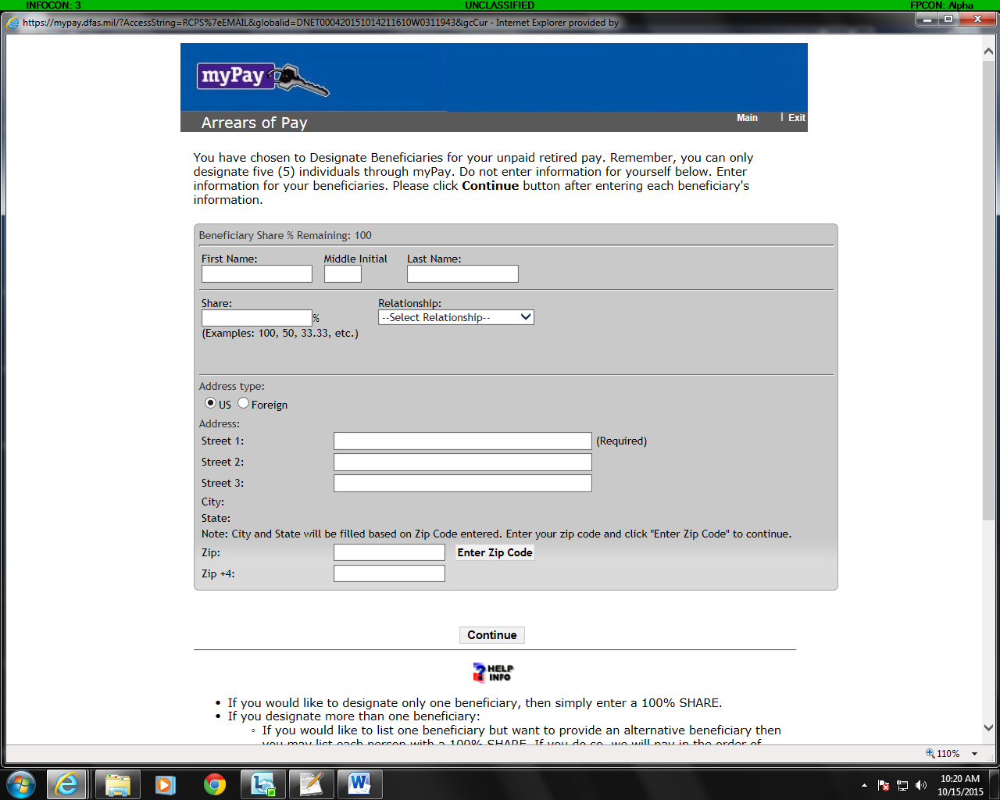 INFOCON: 3 UNCLASSIFIED FPCON: Alpha
https://mypay.dfas.mil/?AccessString=RCPS%7eEMAIL&globalid=DNET000420151014211610W0311943&gcCur - Internet Explorer provided by
myPay
Arrears of Pay Main | Exit
You have chosen to Designate Beneficiaries for your unpaid retired pay. Remember, you can only
designate five (5) individuals through myPay. Do not enter information for yourself below. Enter
information for your beneficiaries. Please click Continue button after entering each beneficiary's
information.
Beneficiary Share % Remaining: 100
First Name: Middle Initial Last Name:
Share: Relationship:
% --Select Relationship--
(Examples: 100, 50, 33.33, etc.)
Address type:
US Foreign
Address:
Street 1: (Required)
Street 2:
Street 3:
City:
State:
Note: City and State will be filled based on Zip Code entered. Enter your zip code and click "Enter Zip Code" to continue.
Zip: Enter Zip Code
Zip +4:
Continue
? HELP
INFO
• If you would like to designate only one beneficiary, then simply enter a 100% SHARE.
• If you designate more than one beneficiary:
◦ If you would like to list one beneficiary but want to provide an alternative beneficiary then
you may list each person with a 100% SHARE. If you do so, we will pay in the order of
110%
10:20 AM
10/15/2015